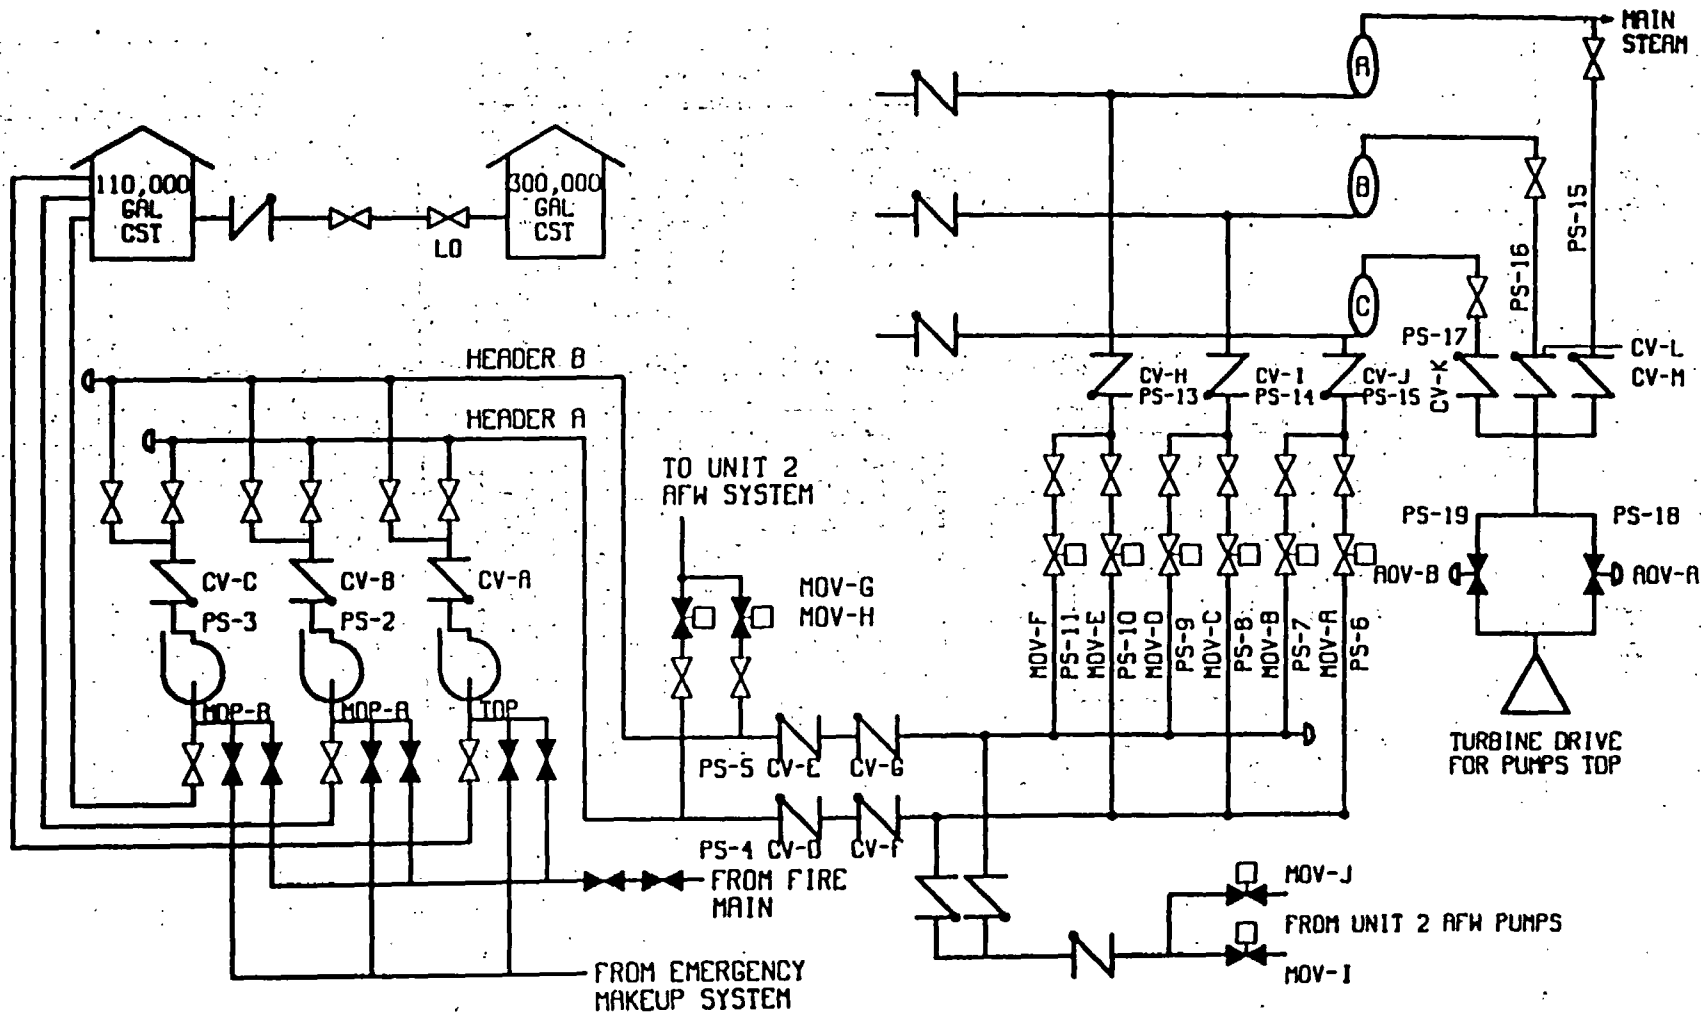 MAIN
STEAM
A
110,000
GAL
CST
300,000
GAL
CST
LO
B
PS-15
PS-16
C
PS-17
CV-L
CV-M
CV-K
HEADER B
HEADER A
CV-H
PS-13
CV-I
PS-14
CV-J
PS-15
TO UNIT 2
AFW SYSTEM
PS-19
PS-18
CV-C
PS-3
CV-B
PS-2
CV-A
MOV-G
MOV-H
AOV-B
AOV-A
MOV-F
PS-11
MOV-E
PS-10
MOV-D
PS-9
MOV-C
PS-8
MOV-B
PS-7
MOV-A
PS-6
MDP-B
MDP-A
TDP
PS-5 CV-E CV-G
TURBINE DRIVE
FOR PUMPS TDP
PS-4 CV-D CV-F
FROM FIRE
MAIN
MOV-J
FROM UNIT 2 AFW PUMPS
MOV-I
FROM EMERGENCY
MAKEUP SYSTEM